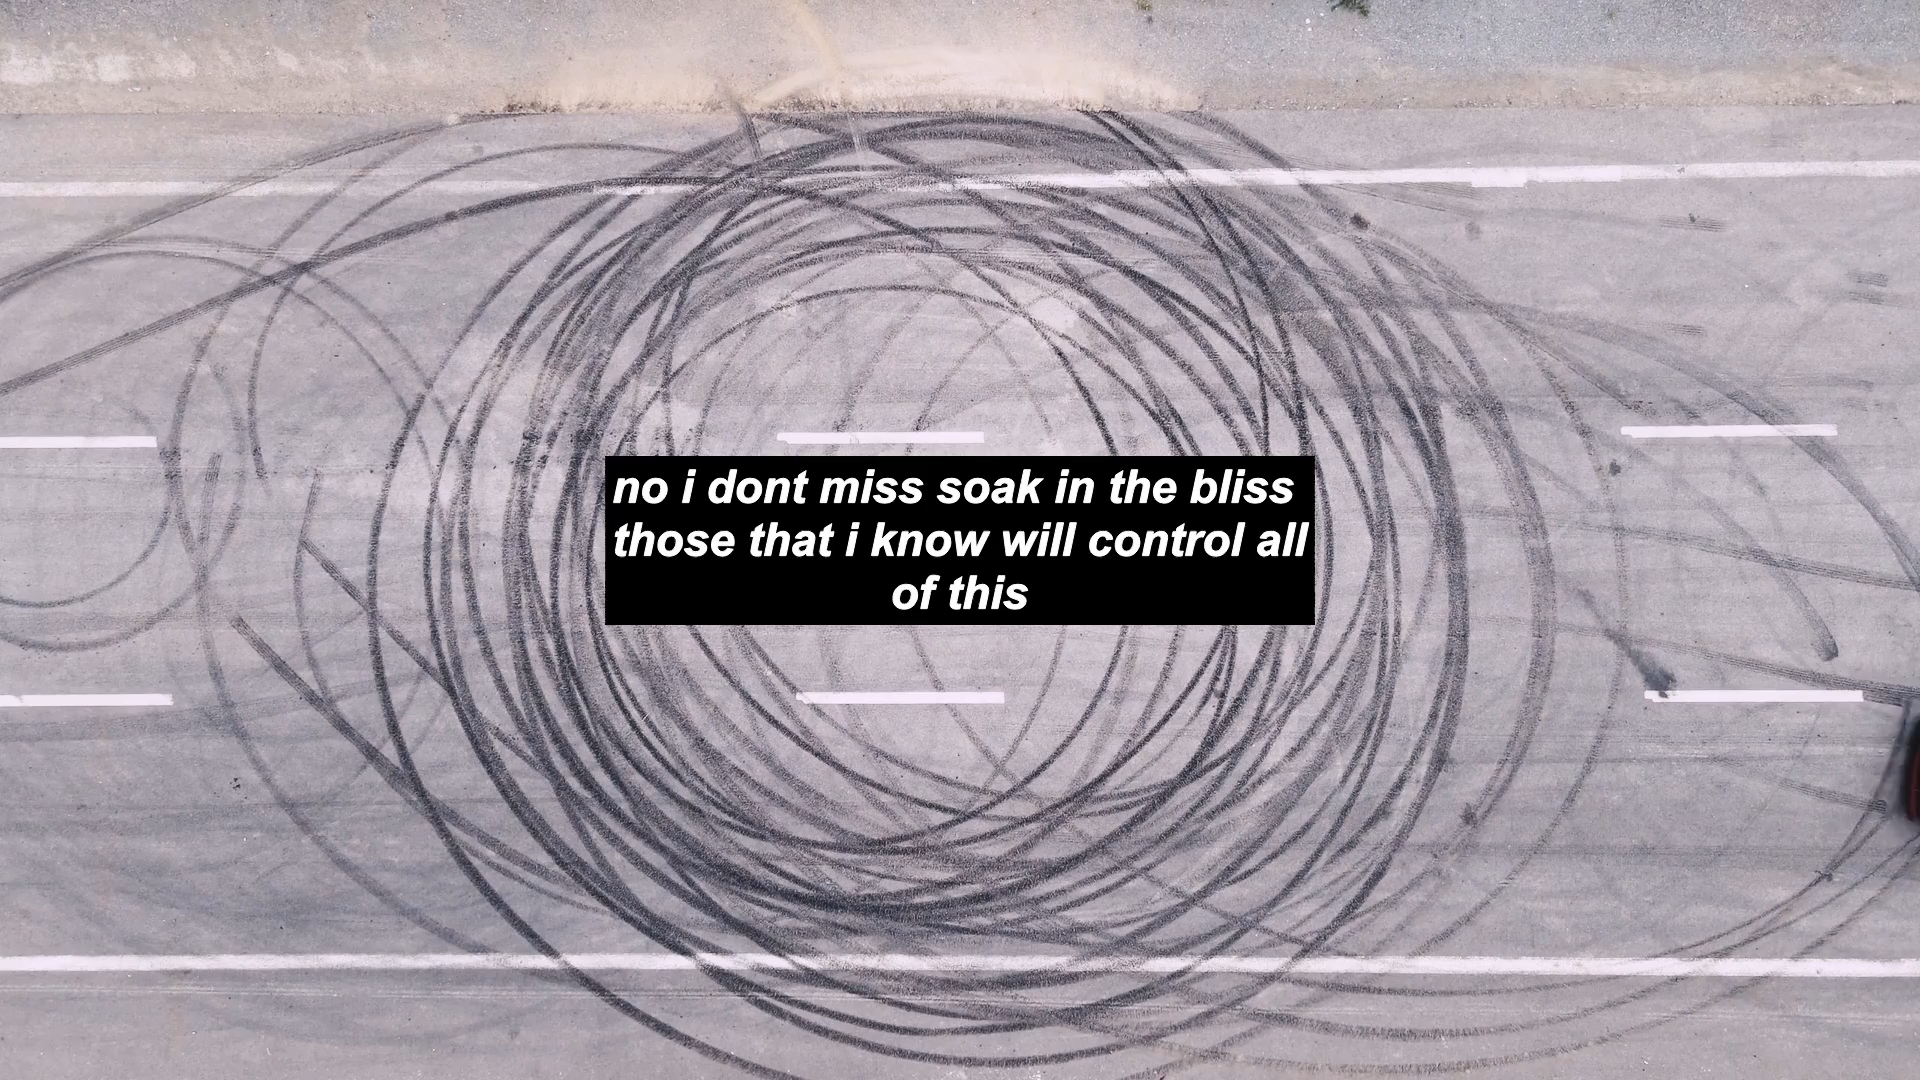 no i dont miss soak in the bliss
those that i know will control all
of this